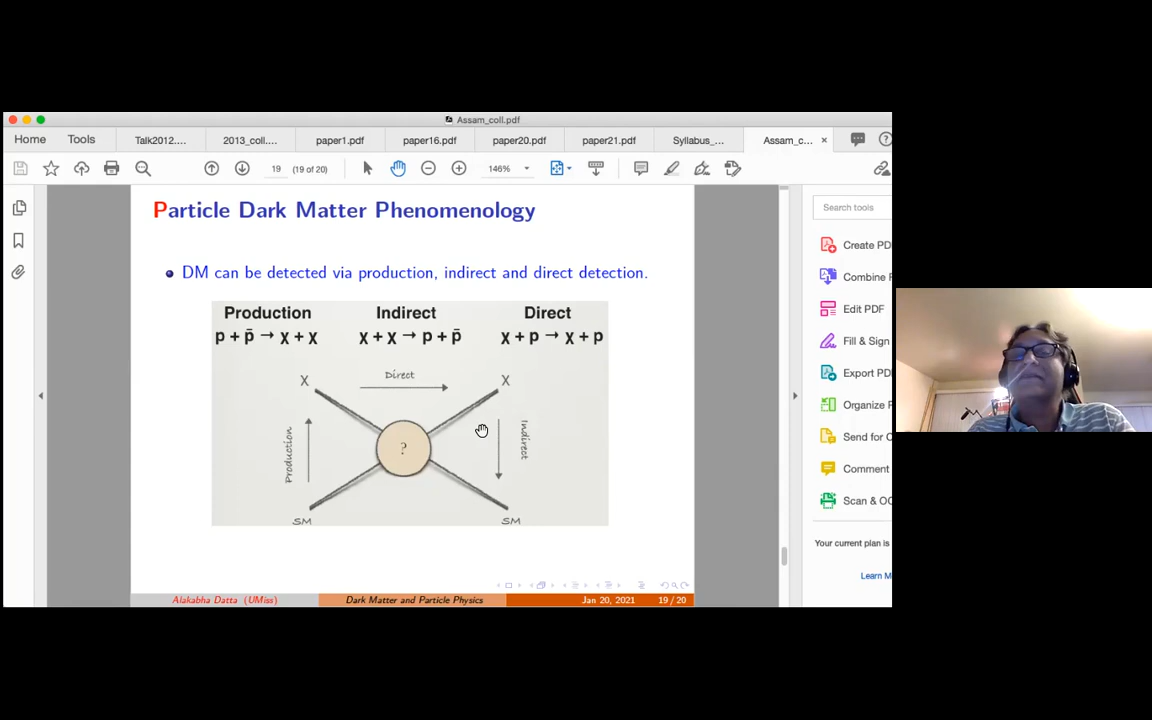 Assam_coll.pdf
Home Tools Talk2012.... 2013_coll.... paper1.pdf paper16.pdf paper20.pdf paper21.pdf Syllabus_... Assam_c... ×
19 (19 of 20) 146%
Particle Dark Matter Phenomenology
DM can be detected via production, indirect and direct detection.
Production Indirect Direct
p + p̄ → χ + χ χ + χ → p + p̄ χ + p → χ + p
Direct
X X
Production
?
Indirect
SM SM
Alakabha Datta (UMiss) Dark Matter and Particle Physics Jan 20, 2021 19 / 20
Search tools
Create PD
Combine F
Edit PDF
Fill & Sign
Export PDF
Organize P
Send for C
Comment
Scan & OC
Your current plan is
Learn M